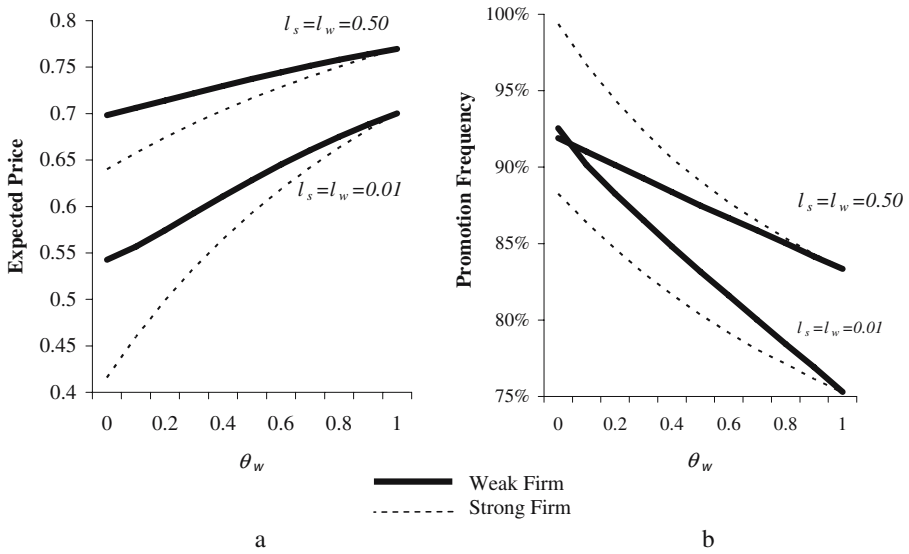 0.8
0.75
0.7
0.65
0.6
0.55
0.5
0.45
0.4
Expected Price
l s = l w = 0.50
l s = l w = 0.01
0 0.2 0.4 0.6 0.8 1
θ w
a
100%
95%
90%
85%
80%
75%
Promotion Frequency
l s = l w = 0.50
l s = l w = 0.01
0 0.2 0.4 0.6 0.8 1
θ w
b
Weak Firm
Strong Firm